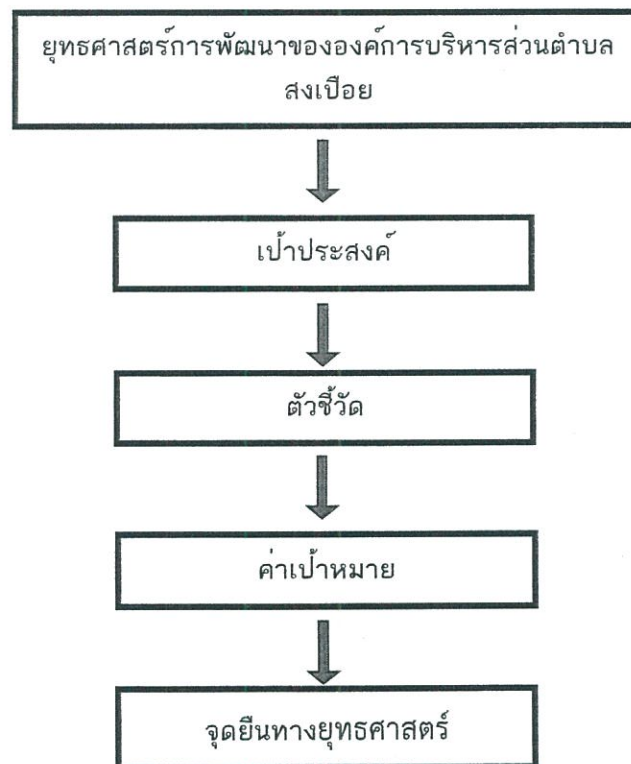 ยุทธศาสตร์การพัฒนาขององค์การบริหารส่วนตำบล
สงเปือย
เป้าประสงค์
ตัวชี้วัด
ค่าเป้าหมาย
จุดยืนทางยุทธศาสตร์